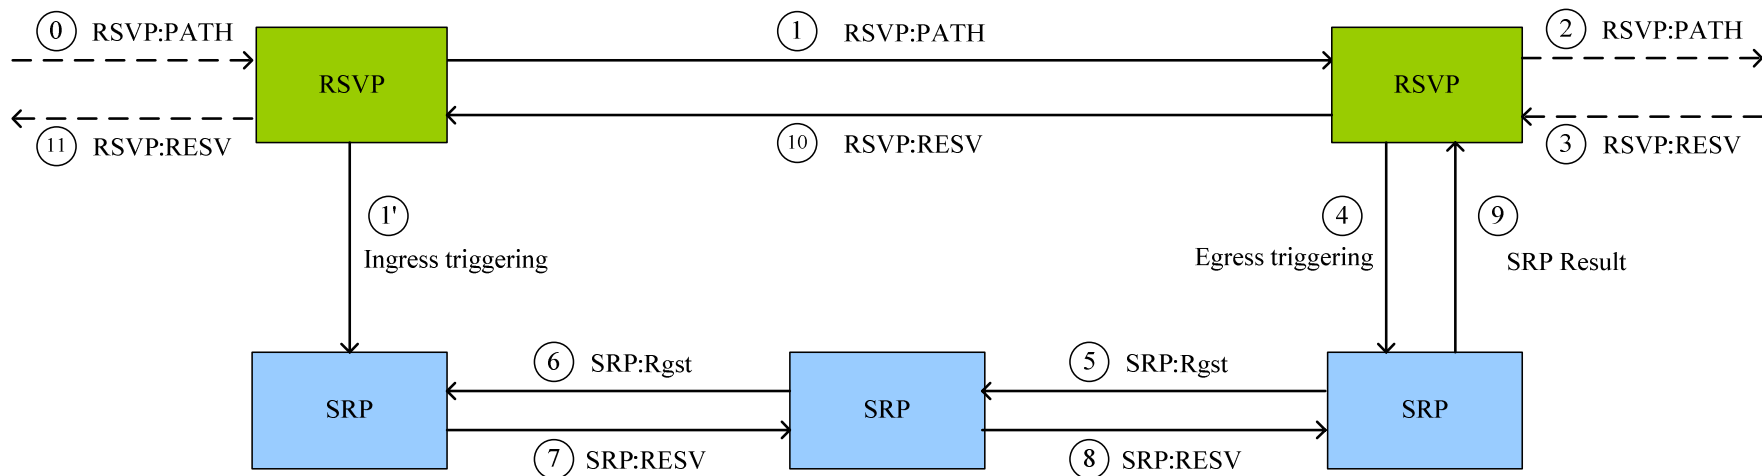 0 RSVP:PATH
1 RSVP:PATH
2 RSVP:PATH
RSVP
RSVP
11 RSVP:RESV
10 RSVP:RESV
3 RSVP:RESV
1'
Ingress triggering
4
Egress triggering
9
SRP Result
6 SRP:Rgst
5 SRP:Rgst
SRP
SRP
SRP
7 SRP:RESV
8 SRP:RESV